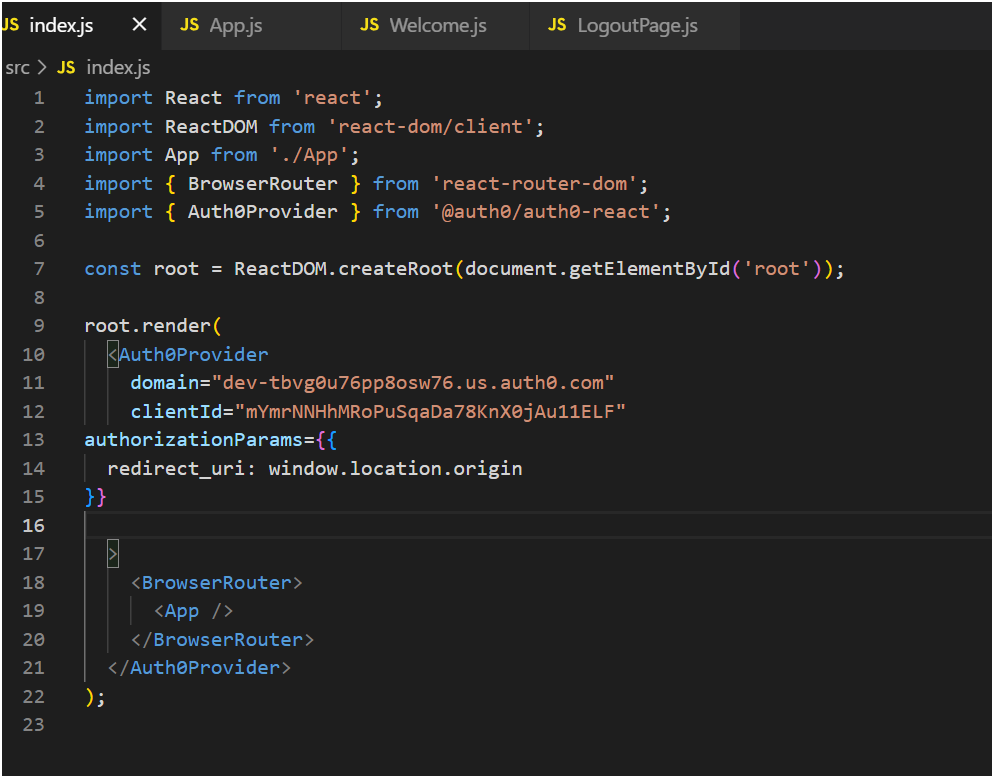 JS index.js × JS App.js JS Welcome.js JS LogoutPage.js
src > JS index.js
1 import React from 'react';
2 import ReactDOM from 'react-dom/client';
3 import App from './App';
4 import { BrowserRouter } from 'react-router-dom';
5 import { Auth0Provider } from '@auth0/auth0-react';
6
7 const root = ReactDOM.createRoot(document.getElementById('root'));
8
9 root.render(
10 <Auth0Provider
11 domain="dev-tbvg0u76pp8osw76.us.auth0.com"
12 clientId="mYmrNNHhMRoPuSqaDa78KnX0jAu11ELF"
13 authorizationParams={{
14 redirect_uri: window.location.origin
15 }}
16
17 >
18 <BrowserRouter>
19 <App />
20 </BrowserRouter>
21 </Auth0Provider>
22 );
23